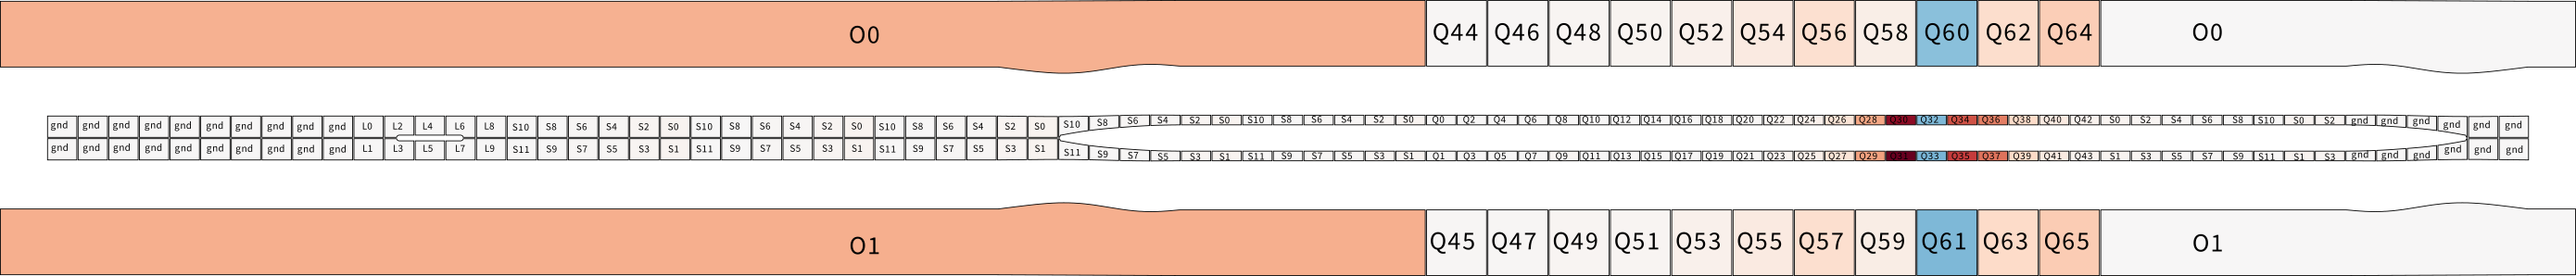 O0 Q44 Q46 Q48 Q50 Q52 Q54 Q56 Q58 Q60 Q62 Q64 O0
gnd gnd gnd gnd gnd gnd gnd gnd gnd gnd L0 L2 L4 L6 L8 S10 S8 S6 S4 S2 S0 S10 S8 S6 S4 S2 S0 S10 S8 S6 S4 S2 S0 S10 S8 S6 S4 S2 S0 S10 S8 S6 S4 S2 S0 Q0 Q2 Q4 Q6 Q8 Q10 Q12 Q14 Q16 Q18 Q20 Q22 Q24 Q26 Q28 Q30 Q32 Q34 Q36 Q38 Q40 Q42 S0 S2 S4 S6 S8 S10 S0 S2 gnd gnd gnd gnd gnd gnd
gnd gnd gnd gnd gnd gnd gnd gnd gnd gnd L1 L3 L5 L7 L9 S11 S9 S7 S5 S3 S1 S11 S9 S7 S5 S3 S1 S11 S9 S7 S5 S3 S1 S11 S9 S7 S5 S3 S1 S11 S9 S7 S5 S3 S1 Q1 Q3 Q5 Q7 Q9 Q11 Q13 Q15 Q17 Q19 Q21 Q23 Q25 Q27 Q29 Q31 Q33 Q35 Q37 Q39 Q41 Q43 S1 S3 S5 S7 S9 S11 S1 S3 gnd gnd gnd gnd gnd gnd
O1 Q45 Q47 Q49 Q51 Q53 Q55 Q57 Q59 Q61 Q63 Q65 O1